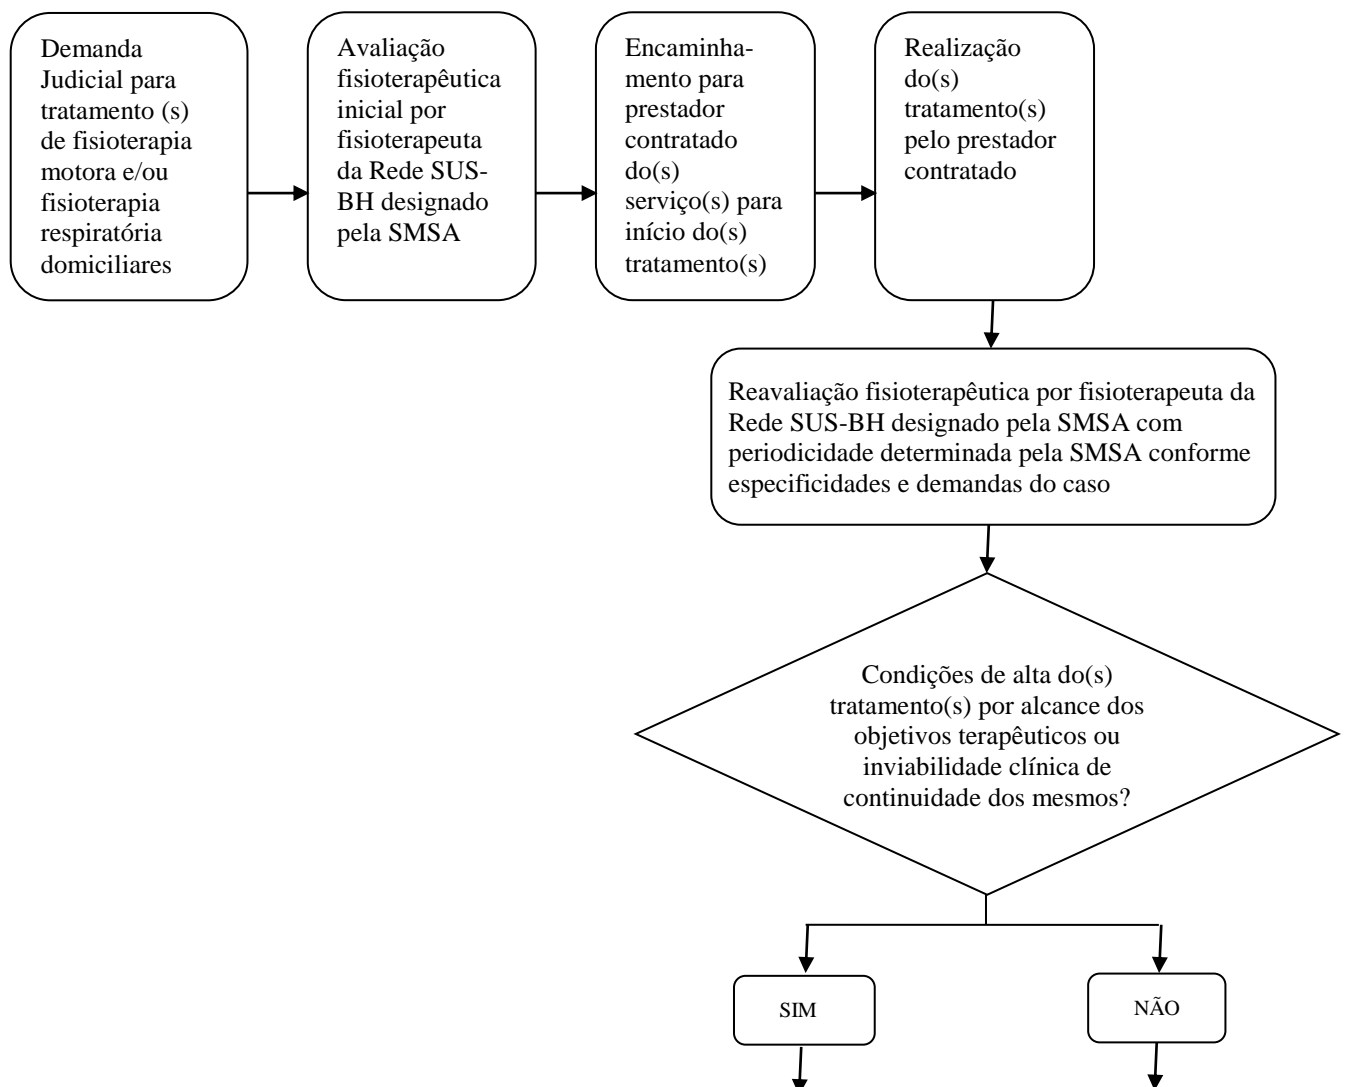 Demanda
Judicial para
tratamento (s)
de fisioterapia
motora e/ou
fisioterapia
respiratória
domiciliares
Avaliação
fisioterapêutica
inicial por
fisioterapeuta
da Rede SUS-
BH designado
pela SMSA
Encaminha-
mento para
prestador
contratado
do(s)
serviço(s) para
início do(s)
tratamento(s)
Realização
do(s)
tratamento(s)
pelo prestador
contratado
Reavaliação fisioterapêutica por fisioterapeuta da
Rede SUS-BH designado pela SMSA com
periodicidade determinada pela SMSA conforme
especificidades e demandas do caso
Condições de alta do(s)
tratamento(s) por alcance dos
objetivos terapêuticos ou
inviabilidade clínica de
continuidade dos mesmos?
SIM
NÃO